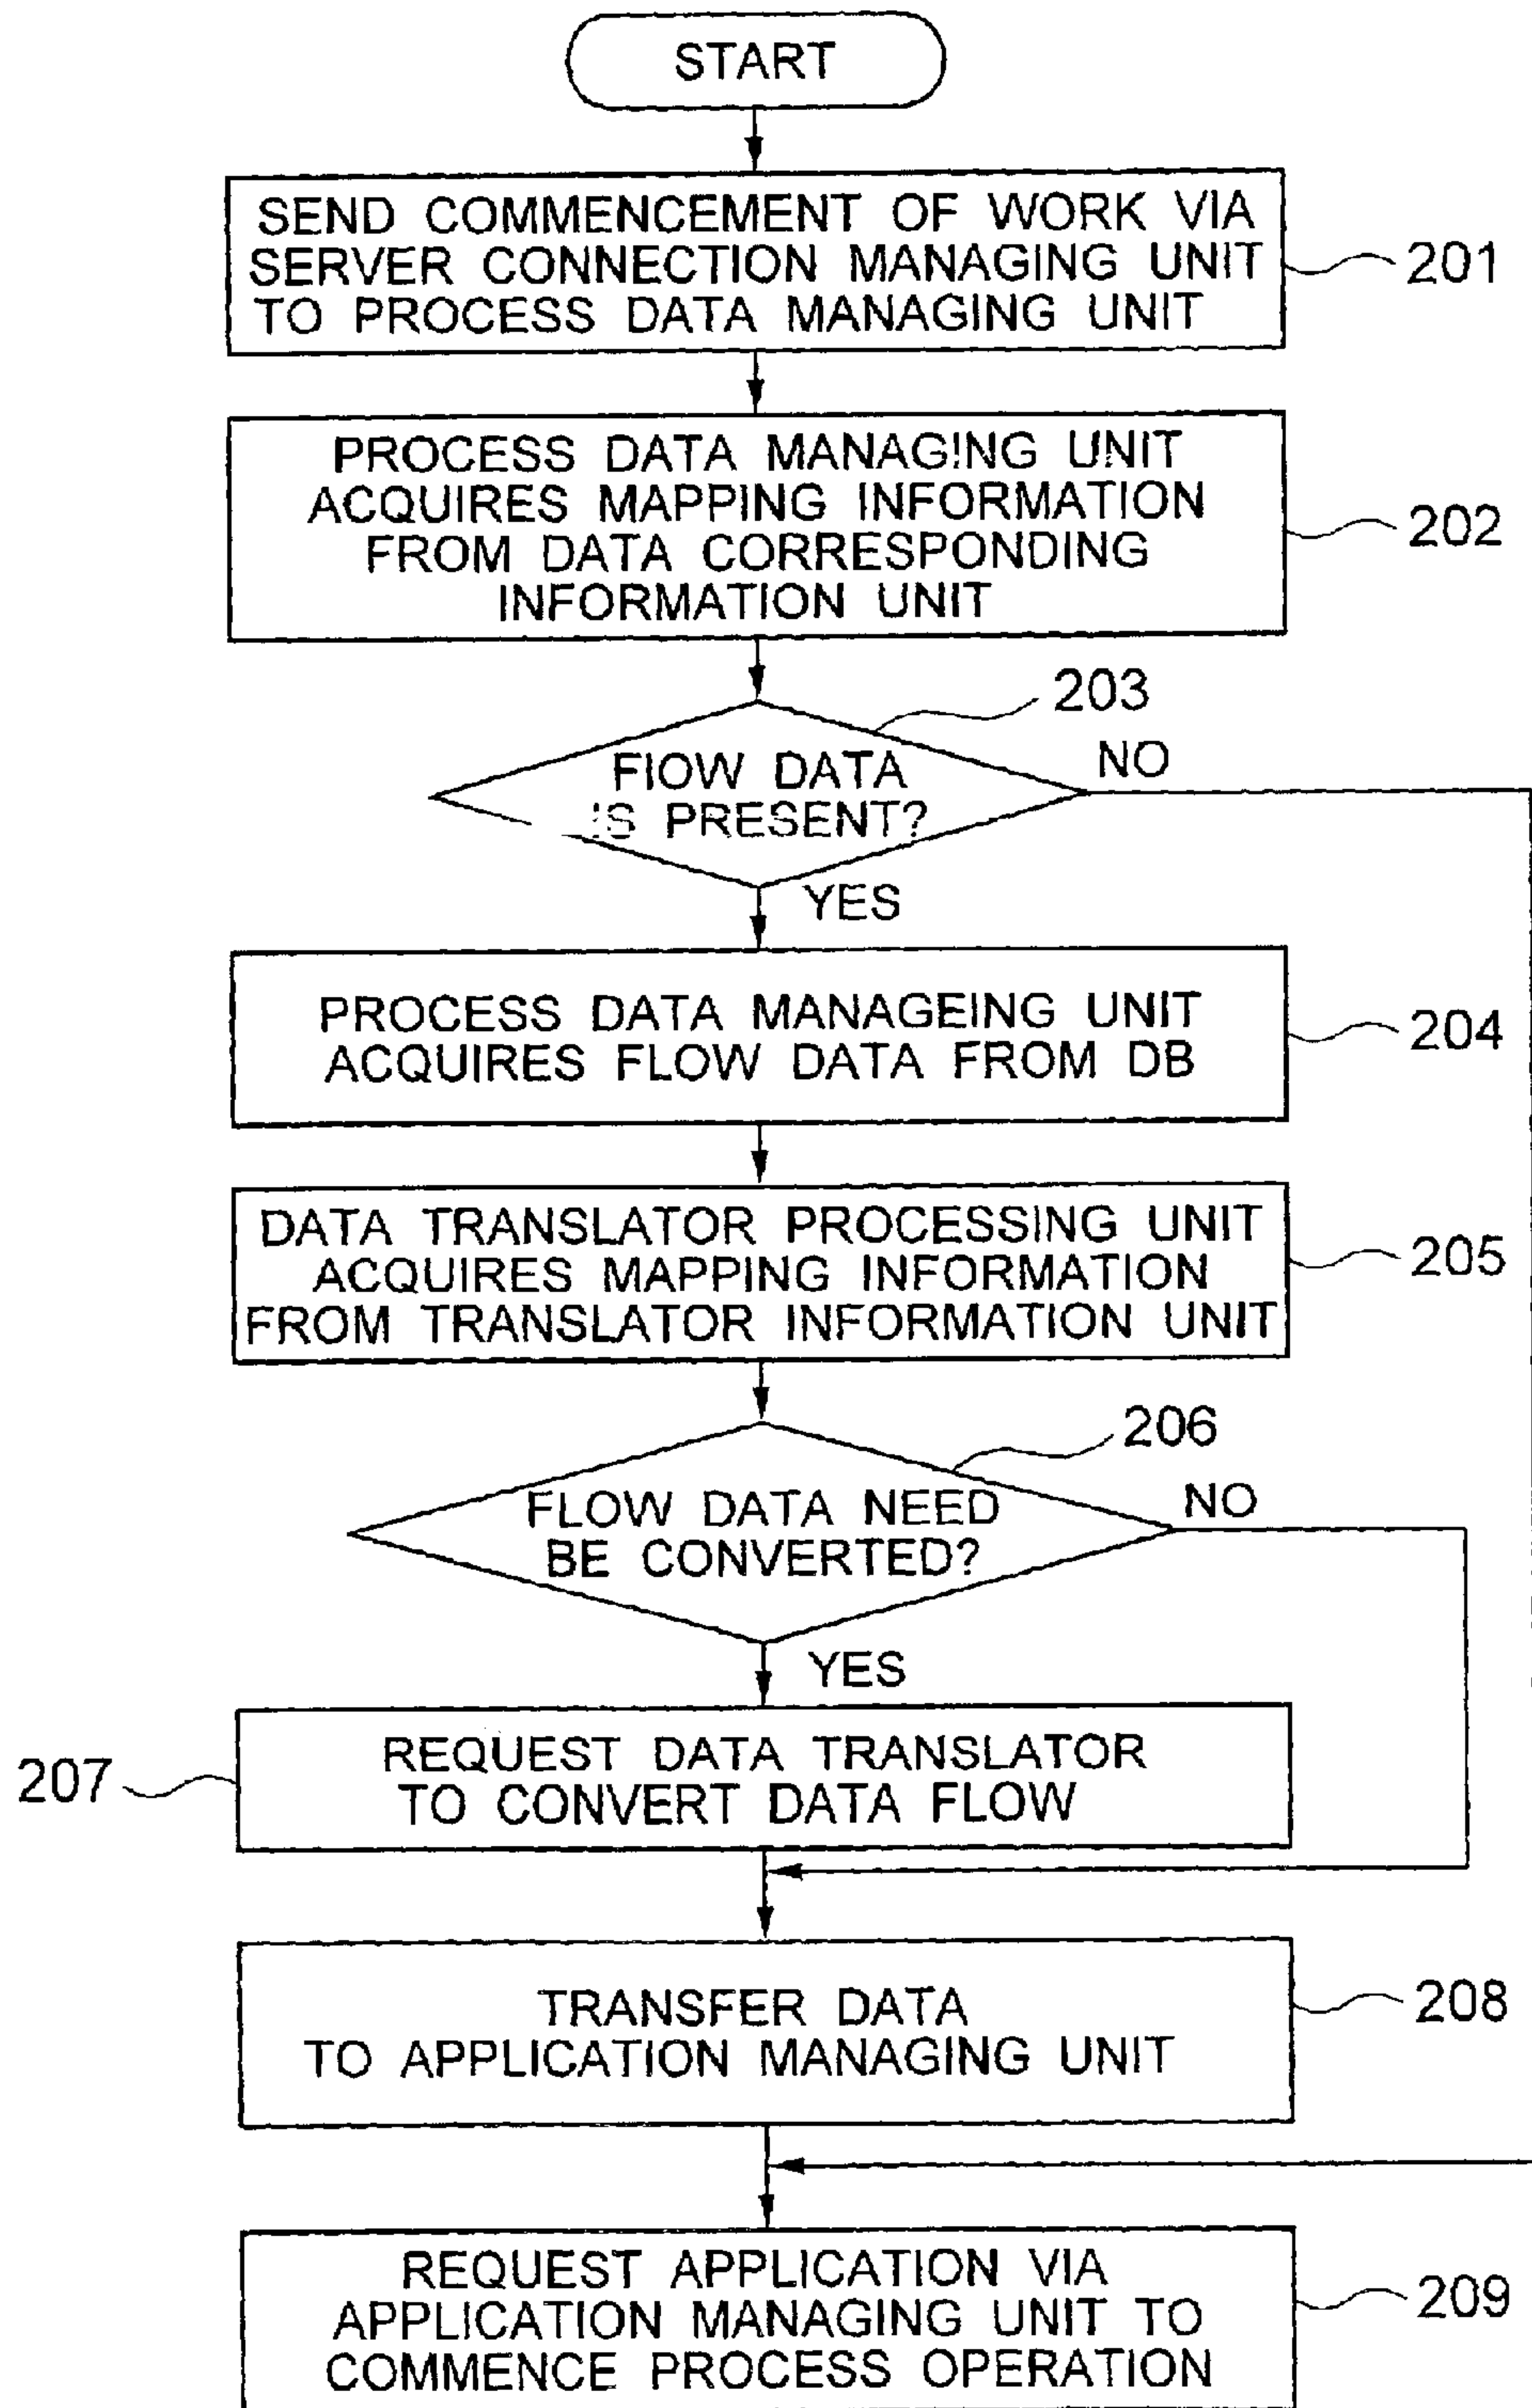 START
SEND COMMENCEMENT OF WORK VIA
SERVER CONNECTION MANAGING UNIT
TO PROCESS DATA MANAGING UNIT
201
PROCESS DATA MANAGING UNIT
ACQUIRES MAPPING INFORMATION
FROM DATA CORRESPONDING
INFORMATION UNIT
202
203
FIOW DATA
IS PRESENT?
NO
YES
PROCESS DATA MANAGEING UNIT
ACQUIRES FLOW DATA FROM DB
204
DATA TRANSLATOR PROCESSING UNIT
ACQUIRES MAPPING INFORMATION
FROM TRANSLATOR INFORMATION UNIT
205
206
FLOW DATA NEED
BE CONVERTED?
NO
YES
207
REQUEST DATA TRANSLATOR
TO CONVERT DATA FLOW
TRANSFER DATA
TO APPLICATION MANAGING UNIT
208
REQUEST APPLICATION VIA
APPLICATION MANAGING UNIT TO
COMMENCE PROCESS OPERATION
209